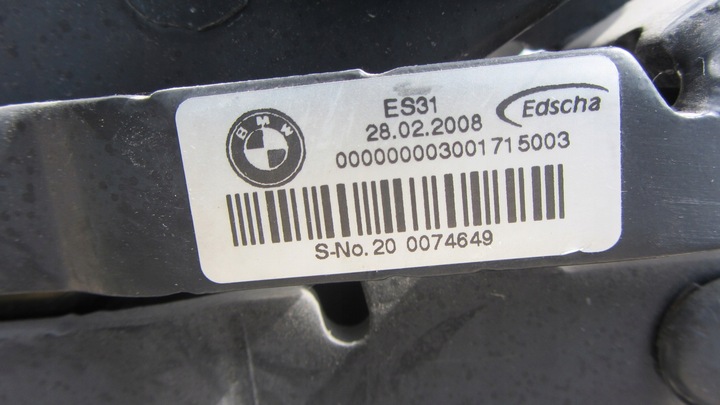 BMW
ES31
Edscha
28.02.2008
000000003001715003
S-No. 20 0074649